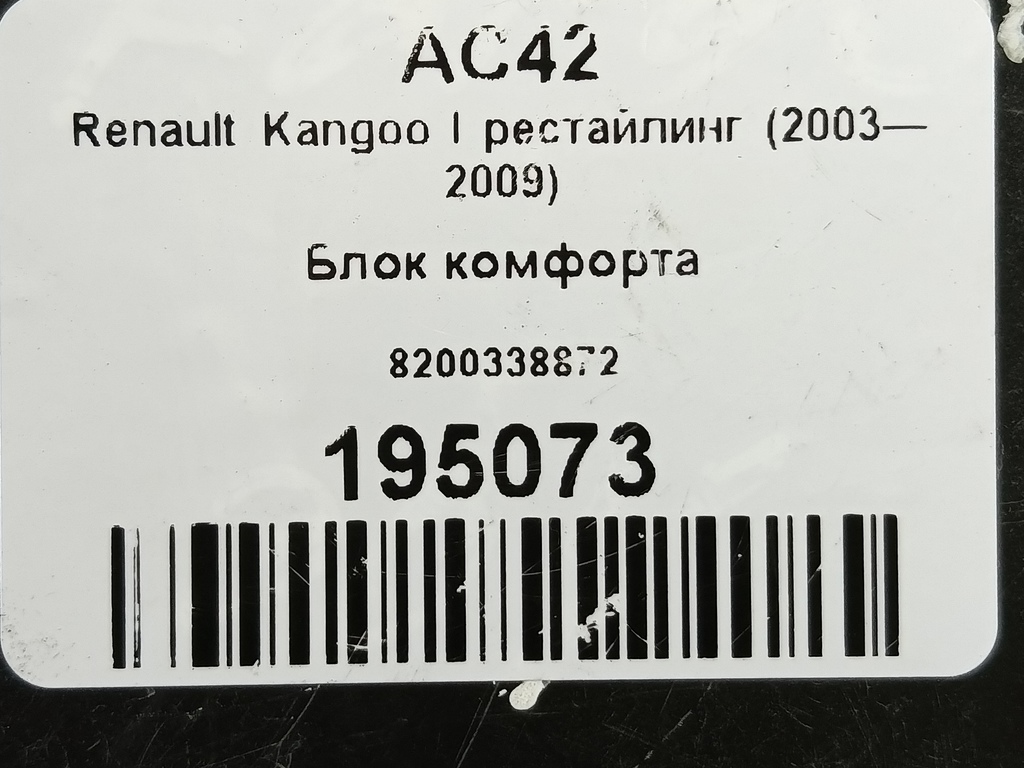 AC42
Renault Kangoo I рестайлинг (2003—
2009)
Блок комфорта
8200338872
195073